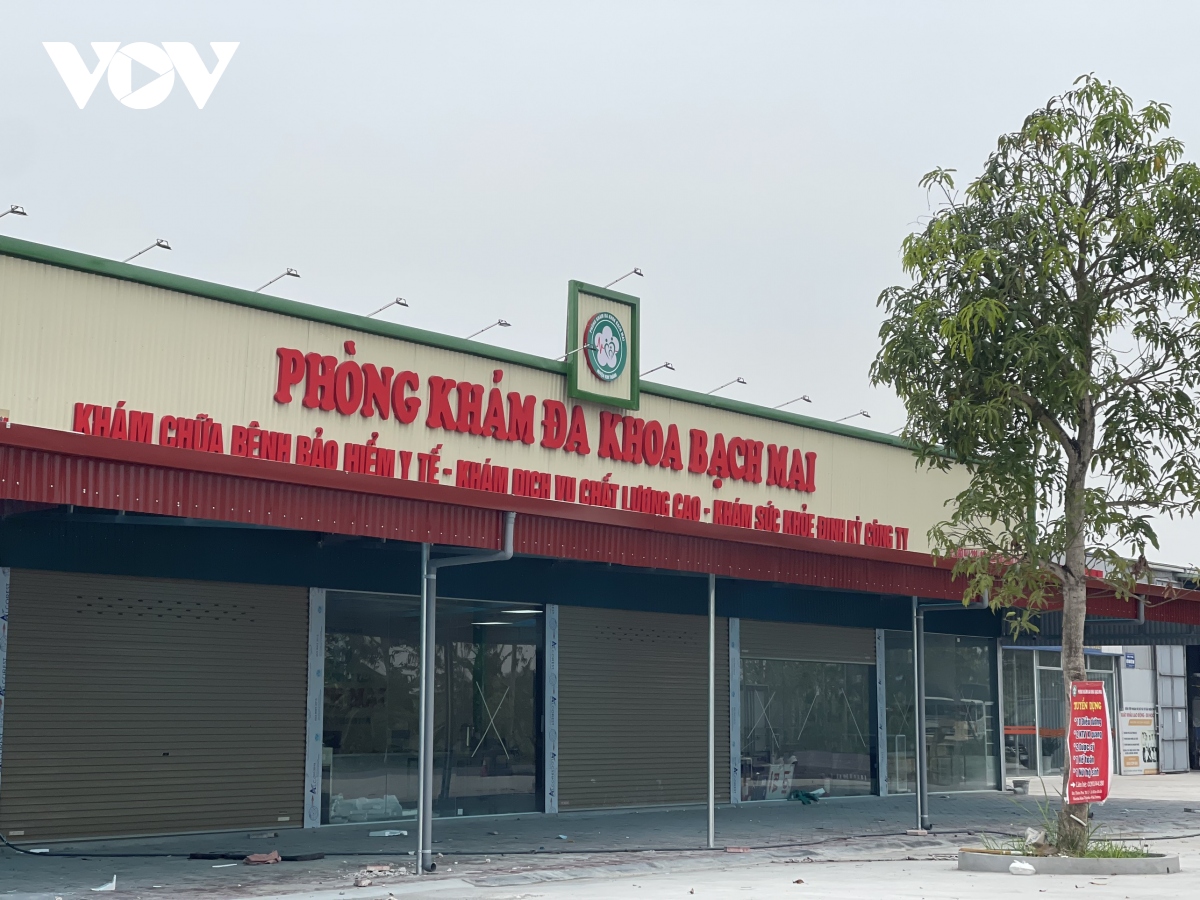 VOV
PHÒNG KHÁM ĐA KHOA BẠCH MAI
KHÁM CHỮA BỆNH BẢO HIỂM Y TẾ - KHÁM DỊCH VỤ CHẤT LƯỢNG CAO - KHÁM SỨC KHỎE ĐỊNH KỲ CÔNG TY
TUYỂN DỤNG